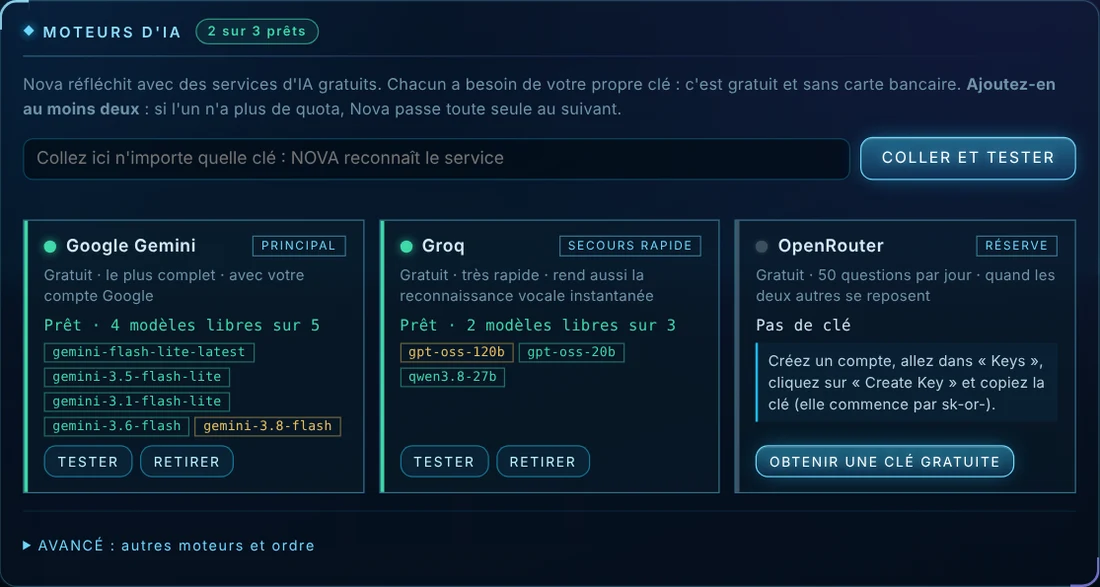 MOTEURS D'IA 2 sur 3 prêts
Nova réfléchit avec des services d'IA gratuits. Chacun a besoin de votre propre clé : c'est gratuit et sans carte bancaire. Ajoutez-en
au moins deux : si l'un n'a plus de quota, Nova passe toute seule au suivant.
Collez ici n'importe quelle clé : NOVA reconnaît le service
COLLER ET TESTER
Google Gemini PRINCIPAL
Gratuit · le plus complet · avec votre
compte Google
Prêt · 4 modèles libres sur 5
gemini-flash-lite-latest
gemini-3.5-flash-lite
gemini-3.1-flash-lite
gemini-3.6-flash gemini-3.8-flash
TESTER RETIRER
Groq SECOURS RAPIDE
Gratuit · très rapide · rend aussi la
reconnaissance vocale instantanée
Prêt · 2 modèles libres sur 3
gpt-oss-120b gpt-oss-20b
qwen3.8-27b
TESTER RETIRER
OpenRouter RÉSERVE
Gratuit · 50 questions par jour · quand les
deux autres se reposent
Pas de clé
Créez un compte, allez dans « Keys »,
cliquez sur « Create Key » et copiez la
clé (elle commence par sk-or-).
OBTENIR UNE CLÉ GRATUITE
AVANCÉ : autres moteurs et ordre